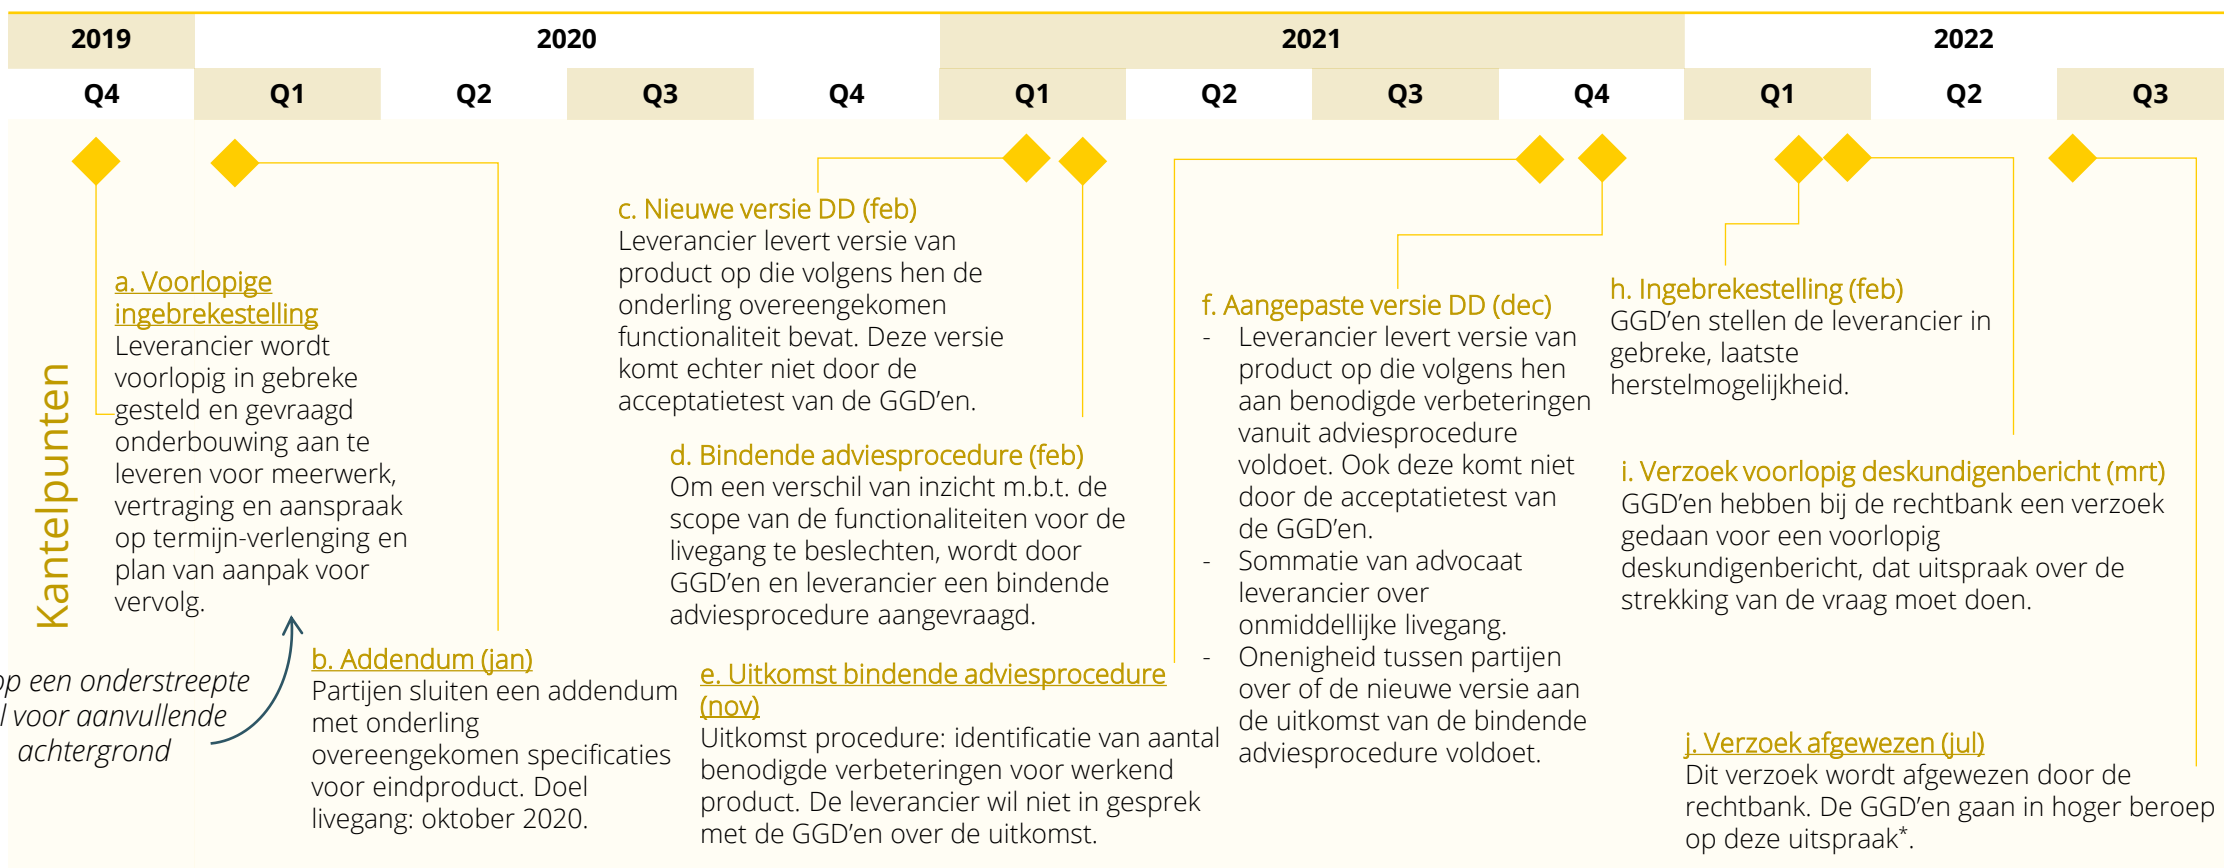 2019 2020 2021 2022
Q4 Q1 Q2 Q3 Q4 Q1 Q2 Q3 Q4 Q1 Q2 Q3
Kantelpunten
a. Voorlopige
ingebrekestelling
Leverancier wordt
voorlopig in gebreke
gesteld en gevraagd
onderbouwing aan te
leveren voor meerwerk,
vertraging en aanspraak
op termijn-verlenging en
plan van aanpak voor
vervolg.
op een onderstreepte
l voor aanvullende
achtergrond
b. Addendum (jan)
Partijen sluiten een addendum
met onderling
overeengekomen specificaties
voor eindproduct. Doel
livegang: oktober 2020.
c. Nieuwe versie DD (feb)
Leverancier levert versie van
product op die volgens hen de
onderling overeengekomen
functionaliteit bevat. Deze versie
komt echter niet door de
acceptatietest van de GGD’en.
d. Bindende adviesprocedure (feb)
Om een verschil van inzicht m.b.t. de
scope van de functionaliteiten voor de
livegang te beslechten, wordt door
GGD’en en leverancier een bindende
adviesprocedure aangevraagd.
e. Uitkomst bindende adviesprocedure
(nov)
Uitkomst procedure: identificatie van aantal
benodigde verbeteringen voor werkend
product. De leverancier wil niet in gesprek
met de GGD’en over de uitkomst.
f. Aangepaste versie DD (dec)
- Leverancier levert versie van
product op die volgens hen
aan benodigde verbeteringen
vanuit adviesprocedure
voldoet. Ook deze komt niet
door de acceptatietest van
de GGD’en.
- Sommatie van advocaat
leverancier over
onmiddellijke livegang.
- Onenigheid tussen partijen
over of de nieuwe versie aan
de uitkomst van de bindende
adviesprocedure voldoet.
h. Ingebrekestelling (feb)
GGD’en stellen de leverancier in
gebreke, laatste
herstelmogelijkheid.
i. Verzoek voorlopig deskundigenbericht (mrt)
GGD’en hebben bij de rechtbank een verzoek
gedaan voor een voorlopig
deskundigenbericht, dat uitspraak over de
strekking van de vraag moet doen.
j. Verzoek afgewezen (jul)
Dit verzoek wordt afgewezen door de
rechtbank. De GGD’en gaan in hoger beroep
op deze uitspraak*.